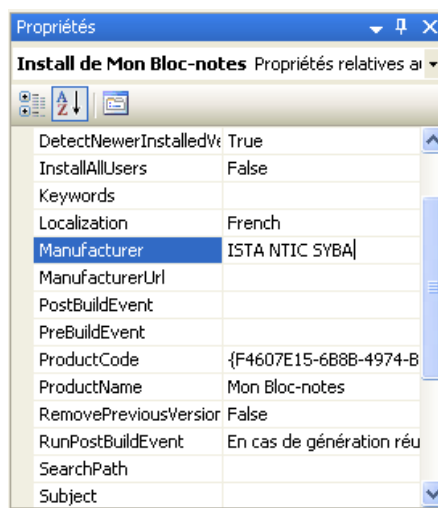 Propriétés
Install de Mon Bloc-notes Propriétés relatives au
DetectNewerInstalledVe True
InstallAllUsers False
Keywords
Localization French
Manufacturer ISTA NTIC SYBA
ManufacturerUrl
PostBuildEvent
PreBuildEvent
ProductCode {F4607E15-6B8B-4974-B
ProductName Mon Bloc-notes
RemovePreviousVersion False
RunPostBuildEvent En cas de génération réu
SearchPath
Subject